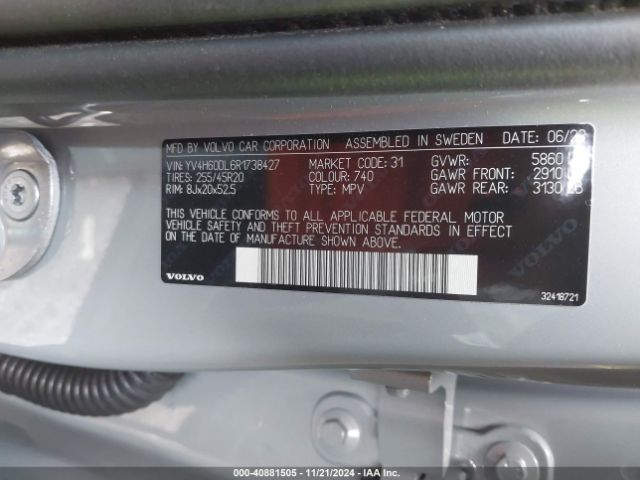 MFD BY VOLVO CAR CORPORATION ASSEMBLED IN SWEDEN DATE: 06/23
VIN: YV4H60DL6R1738427 MARKET CODE: 31 GVWR: 5860
TIRES: 255/45R20 COLOUR: 740 GAWR FRONT: 2910
RIM: 8Jx20x52.5 TYPE: MPV GAWR REAR: 3130 LB
THIS VEHICLE CONFORMS TO ALL APPLICABLE FEDERAL MOTOR
VEHICLE SAFETY AND THEFT PREVENTION STANDARDS IN EFFECT
ON THE DATE OF MANUFACTURE SHOWN ABOVE.
VOLVO
32418721
000-40881505 - 11/21/2024 - IAA Inc.